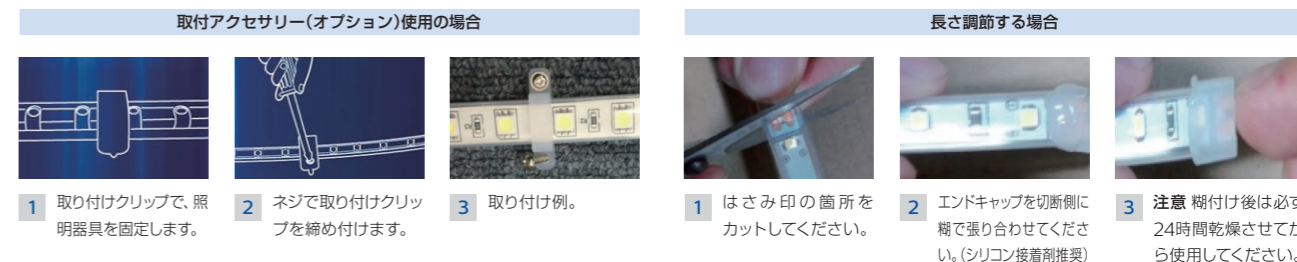 取付アクセサリー(オプション)使用の場合
1 取り付けクリップで、照
明器具を固定します。
2 ネジで取り付けクリッ
プを締め付けます。
3 取り付け例。
長さ調節する場合
1 はさみ印の箇所を
カットしてください。
2 エンドキャップを切断側に
糊で張り合わせてくださ
い。(シリコン接着剤推奨)
3 注意 糊付け後は必ず
24時間乾燥させてか
ら使用してください。